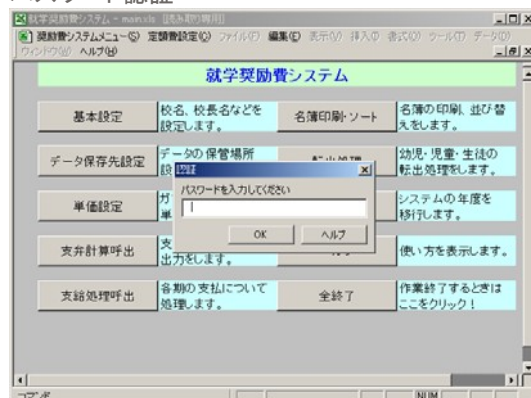 就学奨励費システム - main.xls [読み取り専用]
奨励費システムメニュー(S) 定額費設定(Q) ファイル(F) 編集(E) 表示(V) 挿入(I) 書式(O) ツール(T) データ(D)
ウィンドウ(W) ヘルプ(H)
就学奨励費システム
基本設定
校名、校長名などを
設定します。
名簿印刷・ソート
名簿の印刷、並び替
えをします。
データ保存先設定
データの保管場所
幼児・児童・生徒の
転出処理をします。
認証
パスワードを入力してください
OK
ヘルプ
単価設定
システムの年度を
移行します。
支弁計算呼出
出力をします。
使い方を表示します。
支給処理呼出
各期の支払について
処理します。
全終了
作業終了するときは
ここをクリック！
コマンド
NUM